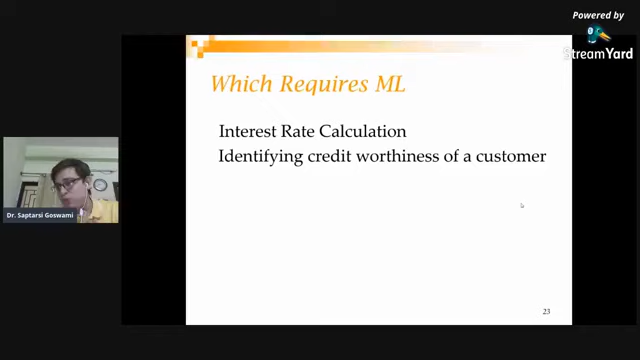 Powered by
StreamYard
Which Requires ML
Interest Rate Calculation
Identifying credit worthiness of a customer
Dr. Saptarsi Goswami
23